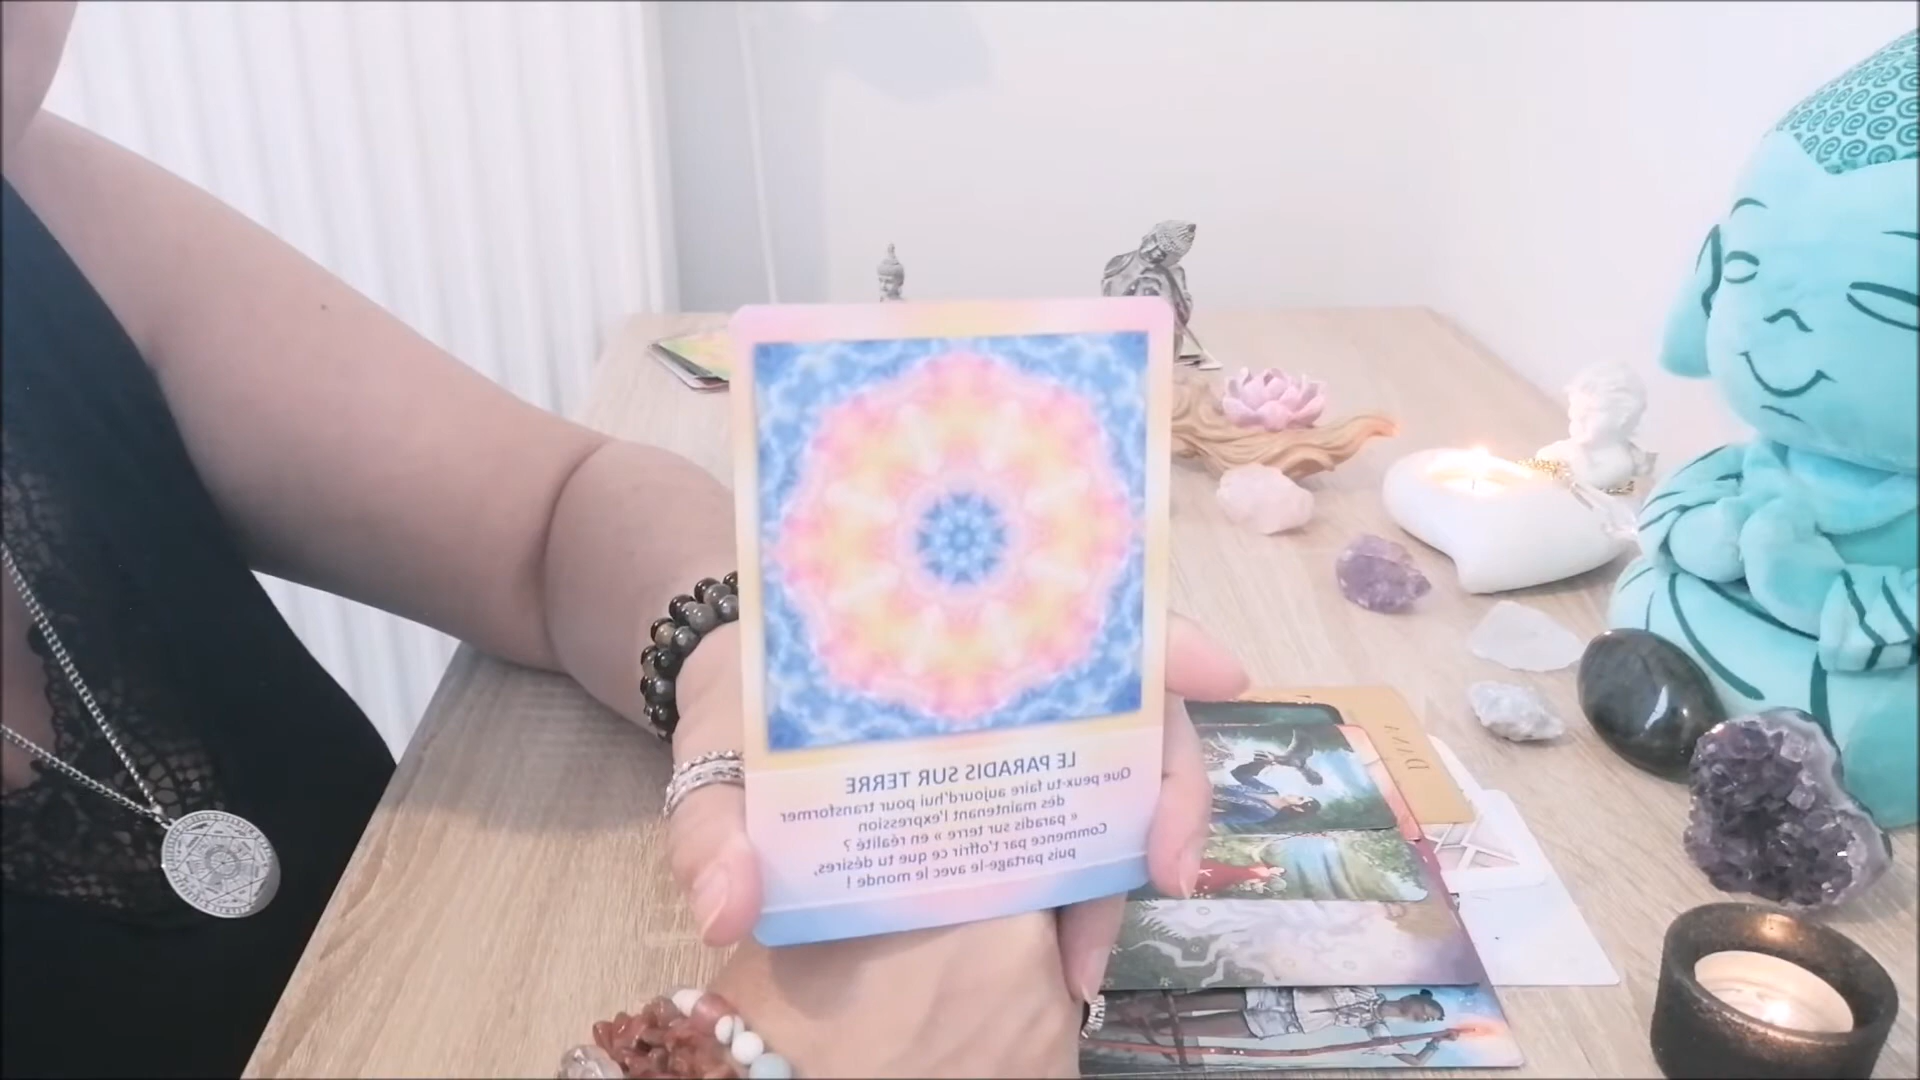 LE PARADIS SUR TERRE
Que peux-tu faire aujourd'hui pour transformer
dès maintenant l'expression
« paradis sur terre » en réalité ?
Commence par t'offrir ce que tu désires,
puis partage-le avec le monde !
DANA